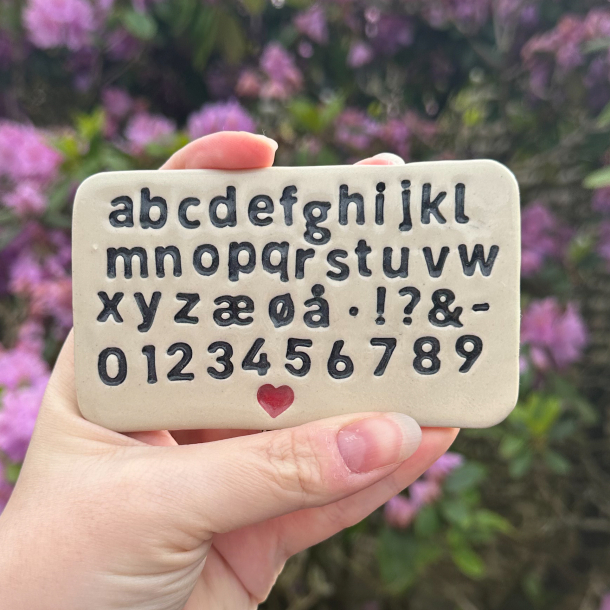 abcdefghijkl
mnopqrstuvw
xyzæøå·!?&-
0123456789